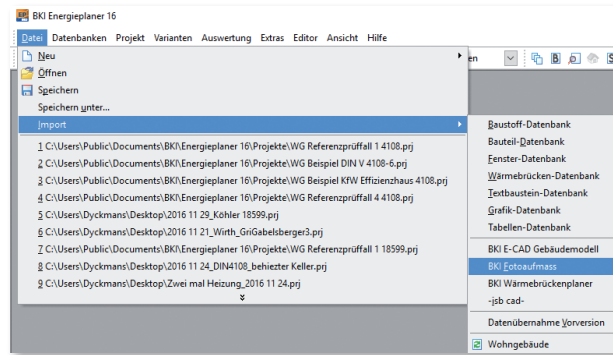 BKI Energieplaner 16
Datei Datenbanken Projekt Varianten Auswertung Extras Editor Ansicht Hilfe
Neu
en
Öffnen
Speichern
Speichern unter...
Import
1 C:\Users\Public\Documents\BKI\Energieplaner 16\Projekte\WG Referenzprüffall 1 4108.prj
2 C:\Users\Public\Documents\BKI\Energieplaner 16\Projekte\WG Beispiel DIN V 4108-6.prj
3 C:\Users\Public\Documents\BKI\Energieplaner 16\Projekte\WG Beispiel KfW Effizienzhaus 4108.prj
4 C:\Users\Public\Documents\BKI\Energieplaner 16\Projekte\WG Referenzprüffall 4 4108.prj
5 C:\Users\Dyckmans\Desktop\2016 11 29_Köhler 18599.prj
6 C:\Users\Dyckmans\Desktop\2016 11 21_Wirth_GriGabelsberger3.prj
7 C:\Users\Public\Documents\BKI\Energieplaner 16\Projekte\WG Referenzprüffall 1 18599.prj
8 C:\Users\Dyckmans\Desktop\2016 11 24_DIN4108_behiezter Keller.prj
9 C:\Users\Dyckmans\Desktop\Zwei mal Heizung_2016 11 24.prj
Baustoff-Datenbank
Bauteil-Datenbank
Fenster-Datenbank
Wärmebrücken-Datenbank
Textbaustein-Datenbank
Grafik-Datenbank
Tabellen-Datenbank
BKI E-CAD Gebäudemodell
BKI Fotoaufmass
BKI Wärmebrückenplaner
-jsb cad-
Datenübernahme Vorversion
Wohngebäude